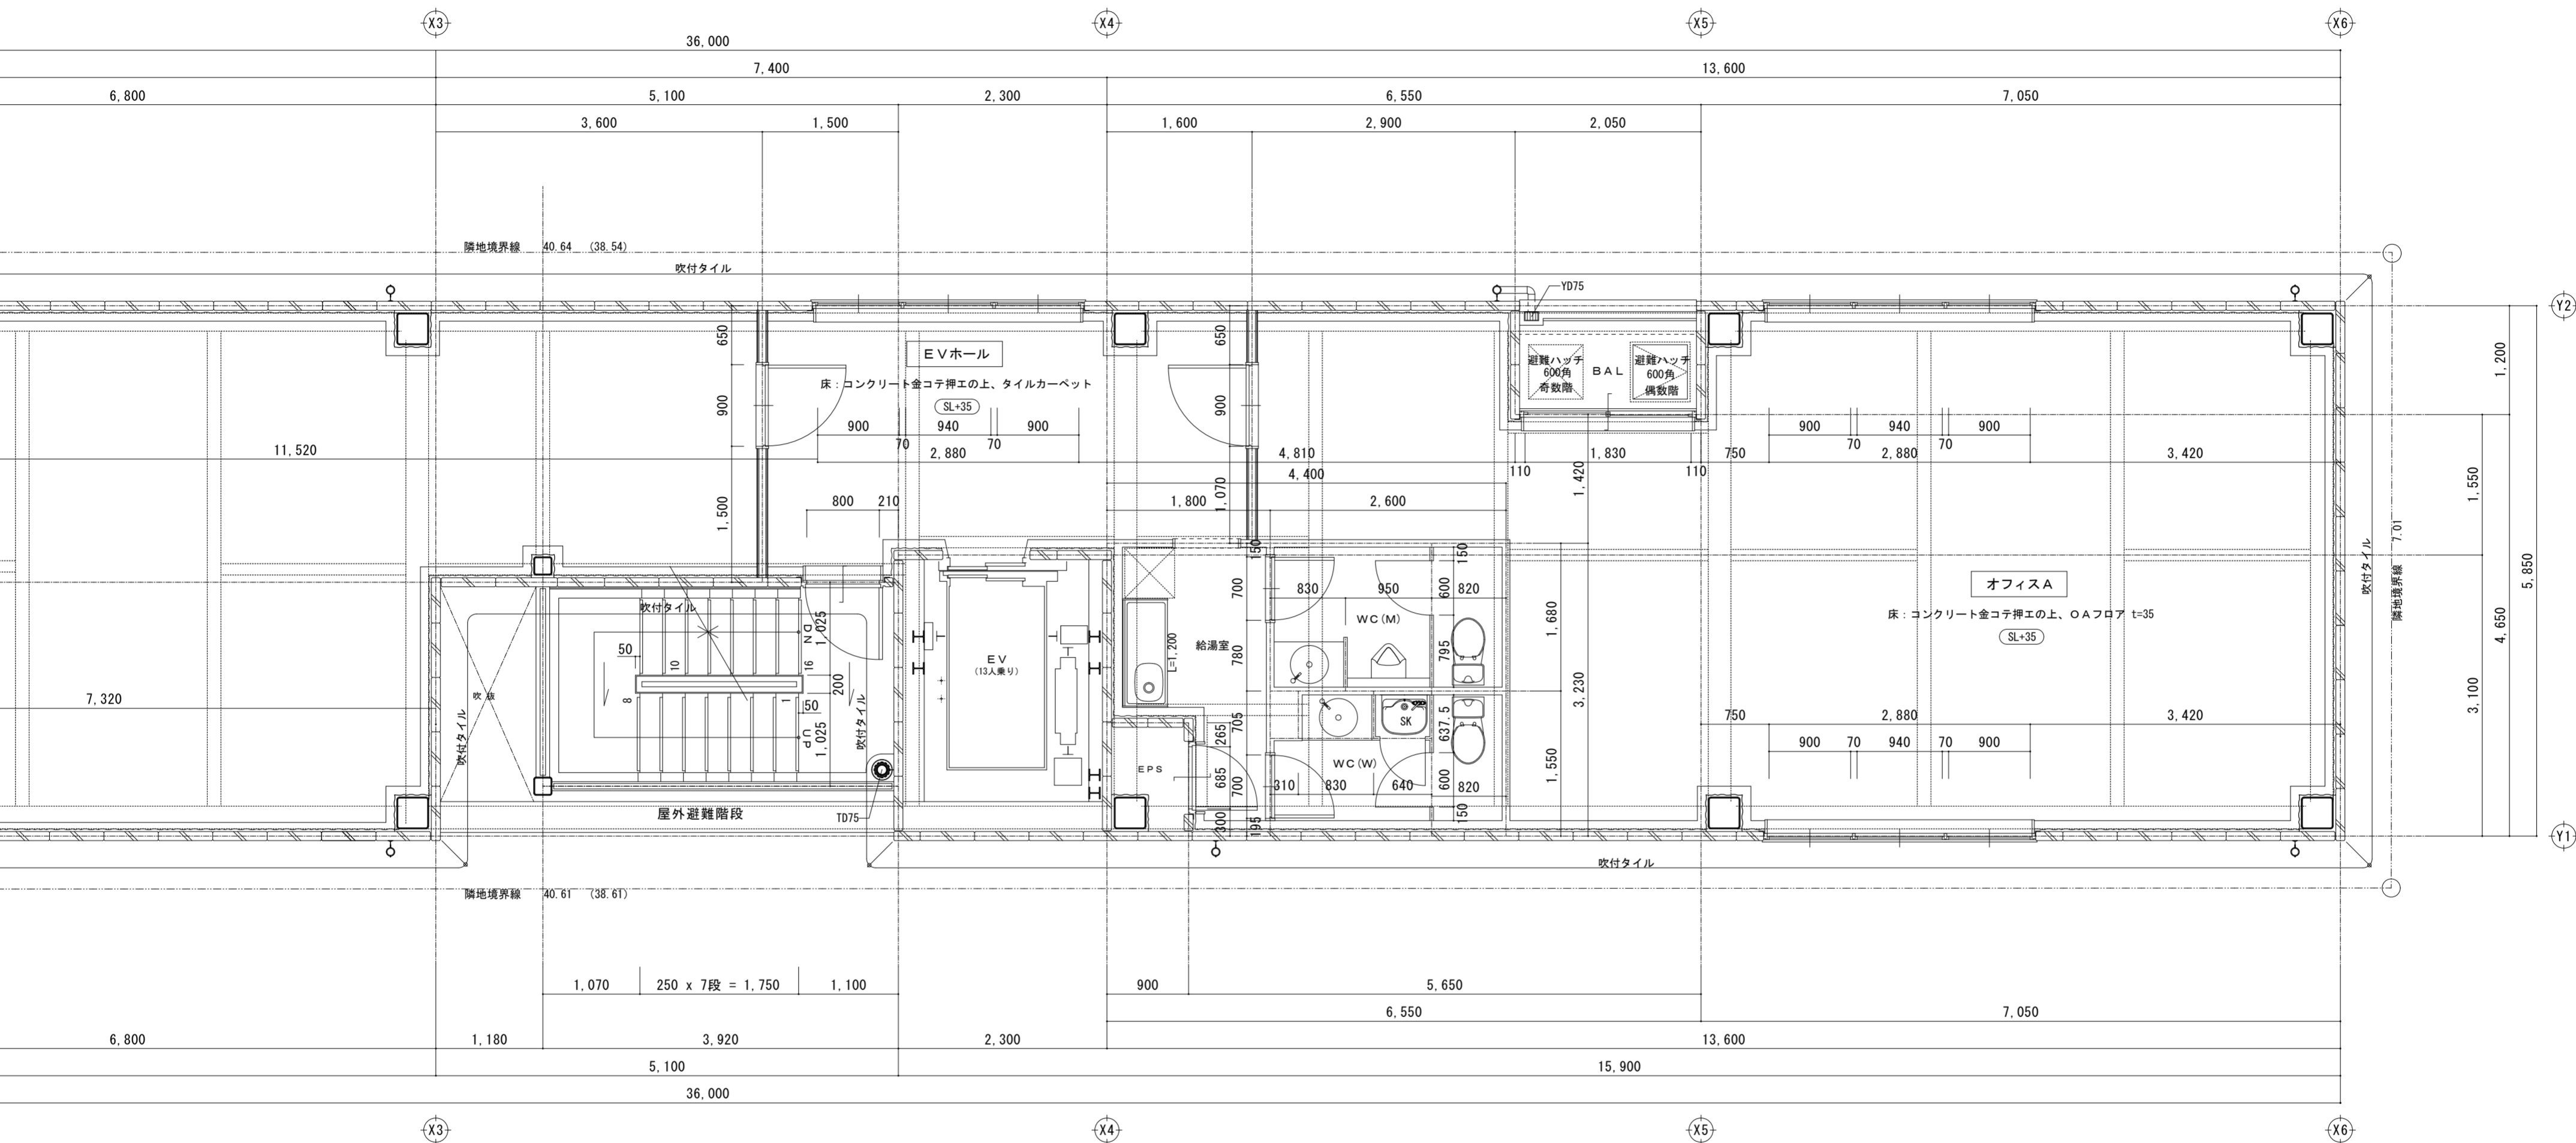 X3 X4 X5 X6
36,000
7,400 13,600
6,800 5,100 2,300 6,550 7,050
3,600 1,500 1,600 2,900 2,050
隣地境界線 40.64 (38.54)
吹付タイル
YD75
Y2
650 650
EVホール
避難ハッチ
600角
奇数階
BAL
避難ハッチ
600角
偶数階
1,200
床:コンクリート金コテ押エの上、タイルカーペット
SL+35
900 900
900 940 900
70 70
900 940 900
70 70
11,520 2,880 4,810 110 1,830 110 750 2,880 3,420
4,400 1,420
1,500 800 210 1,800 1,070 2,600
1,550
隣地境界線 7.01
吹付タイル
5,850
4,650
3,100
150 150
オフィスA
床:コンクリート金コテ押エの上、OAフロア t=35
SL+35
700 830 950 600 820
WC(M)
1,680
吹付タイル
DN 1,025
50 10 16
EV
(13人乗り)
給湯室
L=1,200
780 795
200
吹抜
8 1
50
7,320
吹付タイル
UP 1,025
吹付タイル
3,230
265 705 SK 637.5
750 2,880 3,420
900 70 940 70 900
EPS
WC(W)
685 700 310 830 640 600 820
1,550
屋外避難階段
TD75
300 195 150
Y1
吹付タイル
隣地境界線 40.61 (38.61)
1,070 250 x 7段 = 1,750 1,100 900 5,650
6,550 7,050
6,800 1,180 3,920 2,300 13,600
5,100 15,900
36,000
X3 X4 X5 X6